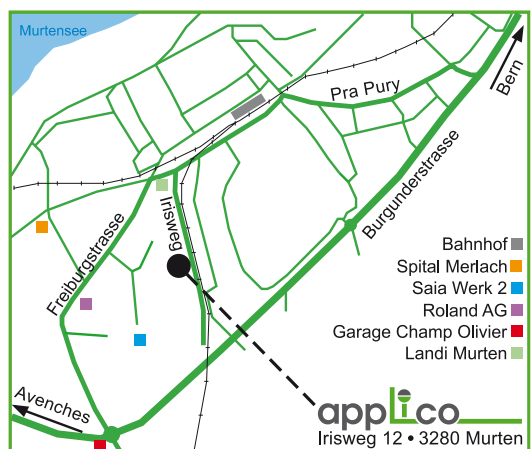 Murtensee
Pra Pury
Bern
Burgunderstrasse
Irisweg
Freiburgstrasse
Avenches
Bahnhof
Spital Merlach
Saia Werk 2
Roland AG
Garage Champ Olivier
Landi Murten
appLico
Irisweg 12 • 3280 Murten